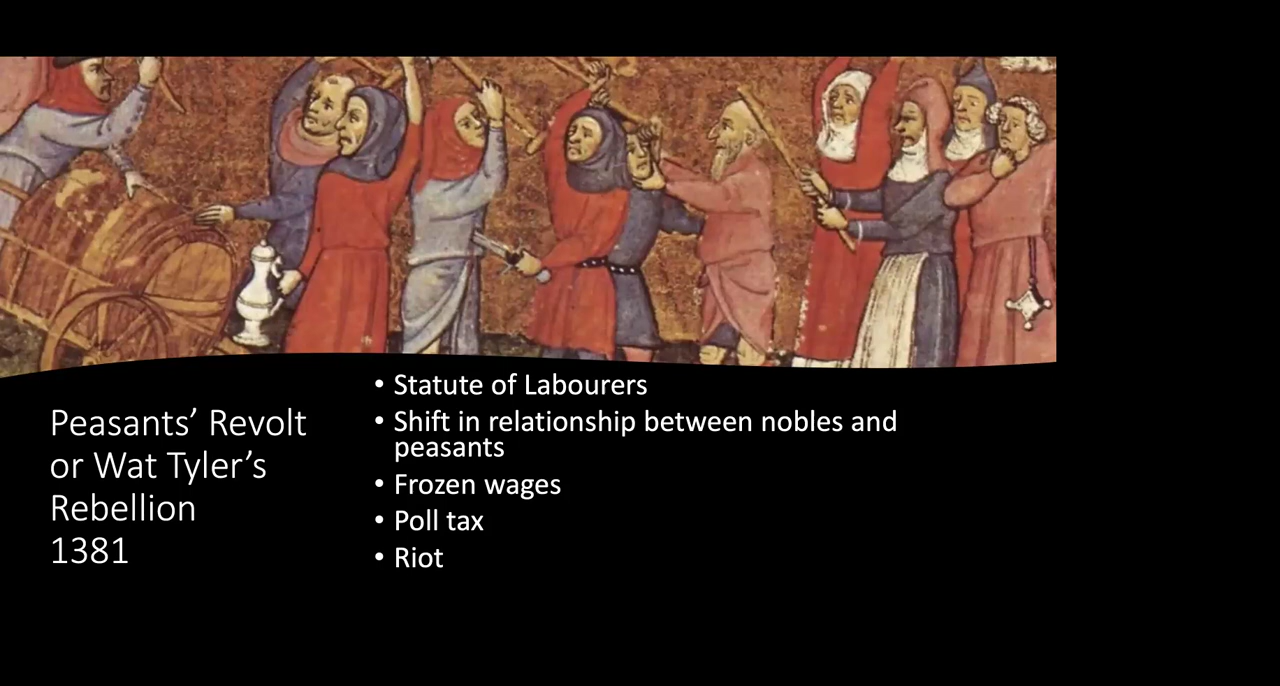 Peasants’ Revolt
or Wat Tyler’s
Rebellion
1381
• Statute of Labourers
• Shift in relationship between nobles and
peasants
• Frozen wages
• Poll tax
• Riot